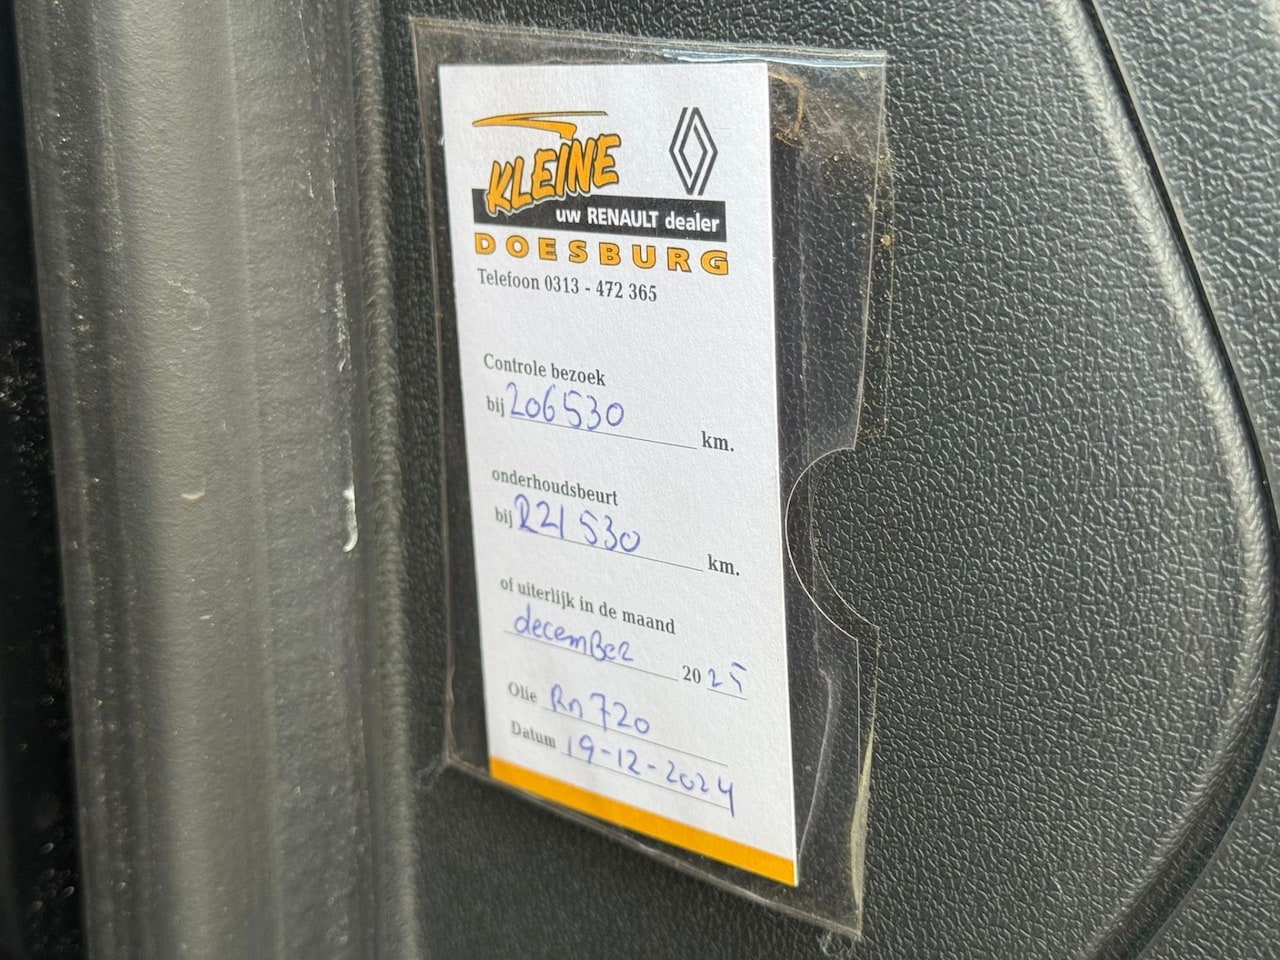 KLEINE
uw RENAULT dealer
DOESBURG
Telefoon 0313 - 472 365
Controle bezoek
bij 206530 km.
onderhoudsbeurt
bij 221530 km.
of uiterlijk in de maand
december 2025
Olie Rn720
Datum 19-12-2024